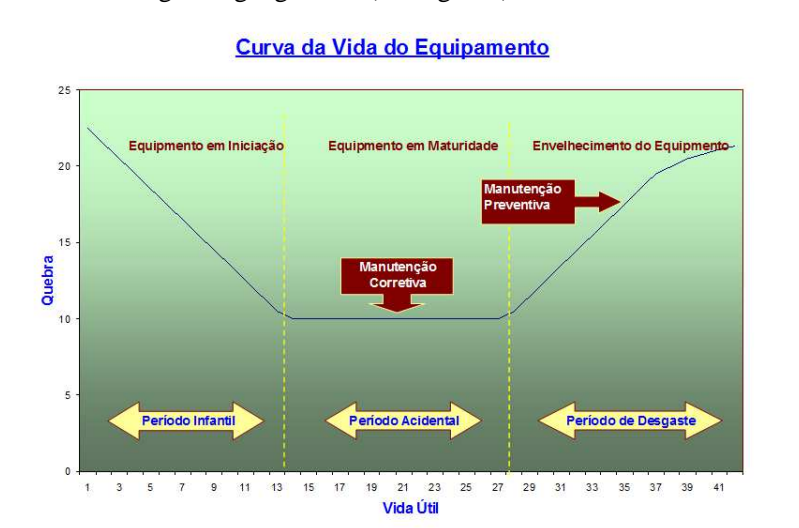 Curva da Vida do Equipamento
25
20
15
10
5
0
Quebra
Equipmento em Iniciação
Equipmento em Maturidade
Envelhecimento do Equipmento
Manutenção
Preventiva
Manutenção
Corretiva
Período Infantil
Período Acidental
Período de Desgaste
1 3 5 7 9 11 13 15 17 19 21 23 25 27 29 31 33 35 37 39 41
Vida Útil